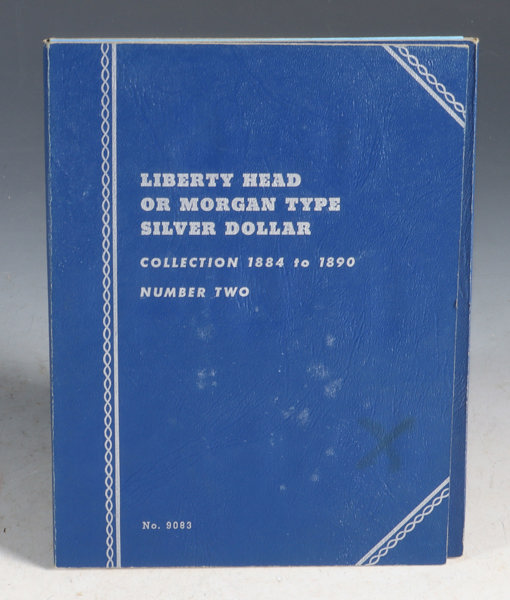 LIBERTY HEAD
OR MORGAN TYPE
SILVER DOLLAR
COLLECTION 1884 to 1890
NUMBER TWO
No. 9083